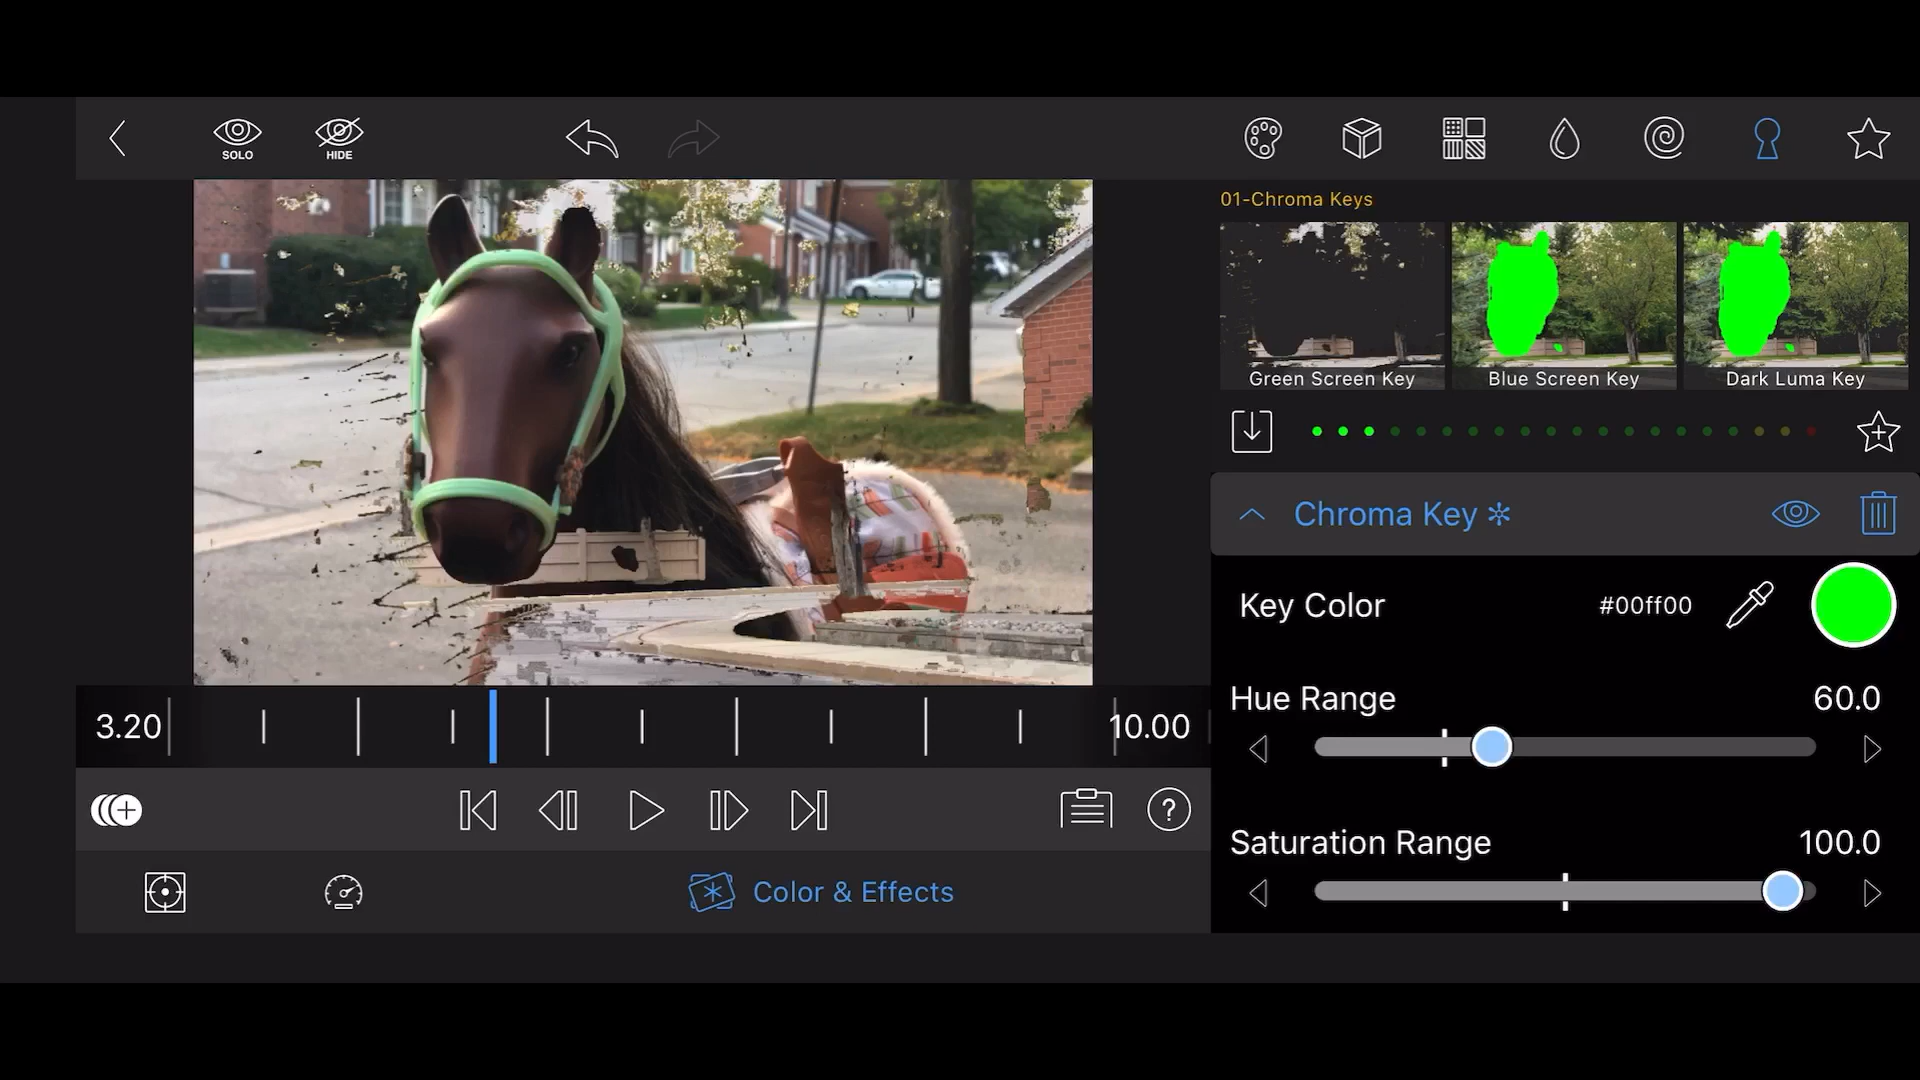 SOLO
HIDE
01-Chroma Keys
Green Screen Key
Blue Screen Key
Dark Luma Key
Chroma Key
Key Color
#00ff00
Hue Range
60.0
3.20
10.00
Saturation Range
100.0
?
Color & Effects